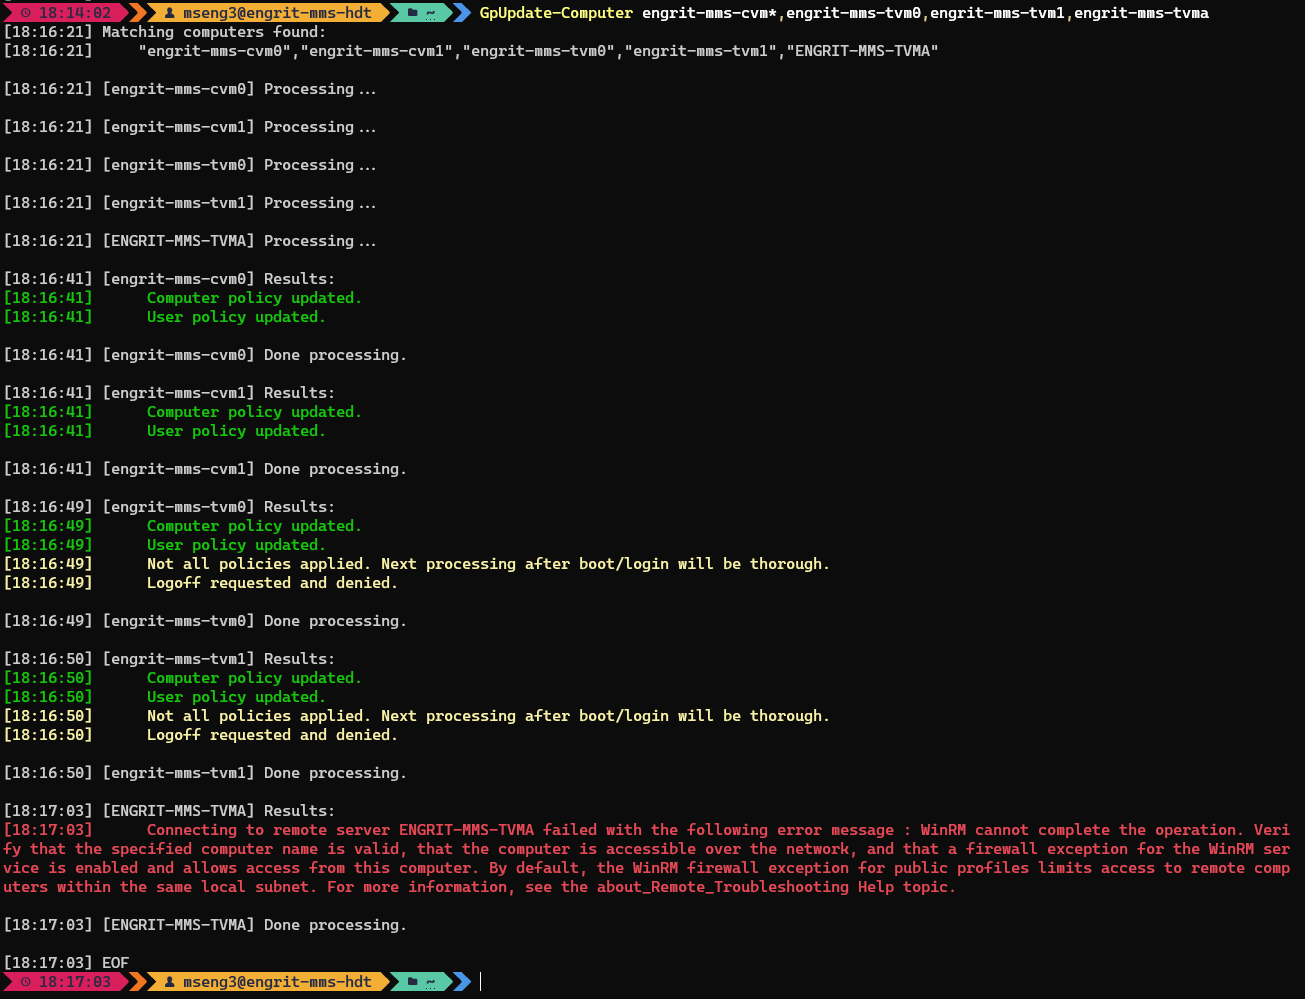 18:14:02 mseng3@engrit-mms-hdt ~ GpUpdate-Computer engrit-mms-cvm*,engrit-mms-tvm0,engrit-mms-tvm1,engrit-mms-tvma
[18:16:21] Matching computers found:
[18:16:21]     "engrit-mms-cvm0","engrit-mms-cvm1","engrit-mms-tvm0","engrit-mms-tvm1","ENGRIT-MMS-TVMA"
[18:16:21] [engrit-mms-cvm0] Processing...
[18:16:21] [engrit-mms-cvm1] Processing...
[18:16:21] [engrit-mms-tvm0] Processing...
[18:16:21] [engrit-mms-tvm1] Processing...
[18:16:21] [ENGRIT-MMS-TVMA] Processing...
[18:16:41] [engrit-mms-cvm0] Results:
[18:16:41]      Computer policy updated.
[18:16:41]      User policy updated.
[18:16:41] [engrit-mms-cvm0] Done processing.
[18:16:41] [engrit-mms-cvm1] Results:
[18:16:41]      Computer policy updated.
[18:16:41]      User policy updated.
[18:16:41] [engrit-mms-cvm1] Done processing.
[18:16:49] [engrit-mms-tvm0] Results:
[18:16:49]      Computer policy updated.
[18:16:49]      User policy updated.
[18:16:49]      Not all policies applied. Next processing after boot/login will be thorough.
[18:16:49]      Logoff requested and denied.
[18:16:49] [engrit-mms-tvm0] Done processing.
[18:16:50] [engrit-mms-tvm1] Results:
[18:16:50]      Computer policy updated.
[18:16:50]      User policy updated.
[18:16:50]      Not all policies applied. Next processing after boot/login will be thorough.
[18:16:50]      Logoff requested and denied.
[18:16:50] [engrit-mms-tvm1] Done processing.
[18:17:03] [ENGRIT-MMS-TVMA] Results:
[18:17:03]      Connecting to remote server ENGRIT-MMS-TVMA failed with the following error message : WinRM cannot complete the operation. Veri
fy that the specified computer name is valid, that the computer is accessible over the network, and that a firewall exception for the WinRM ser
vice is enabled and allows access from this computer. By default, the WinRM firewall exception for public profiles limits access to remote comp
uters within the same local subnet. For more information, see the about_Remote_Troubleshooting Help topic.
[18:17:03] [ENGRIT-MMS-TVMA] Done processing.
[18:17:03] EOF
18:17:03 mseng3@engrit-mms-hdt ~